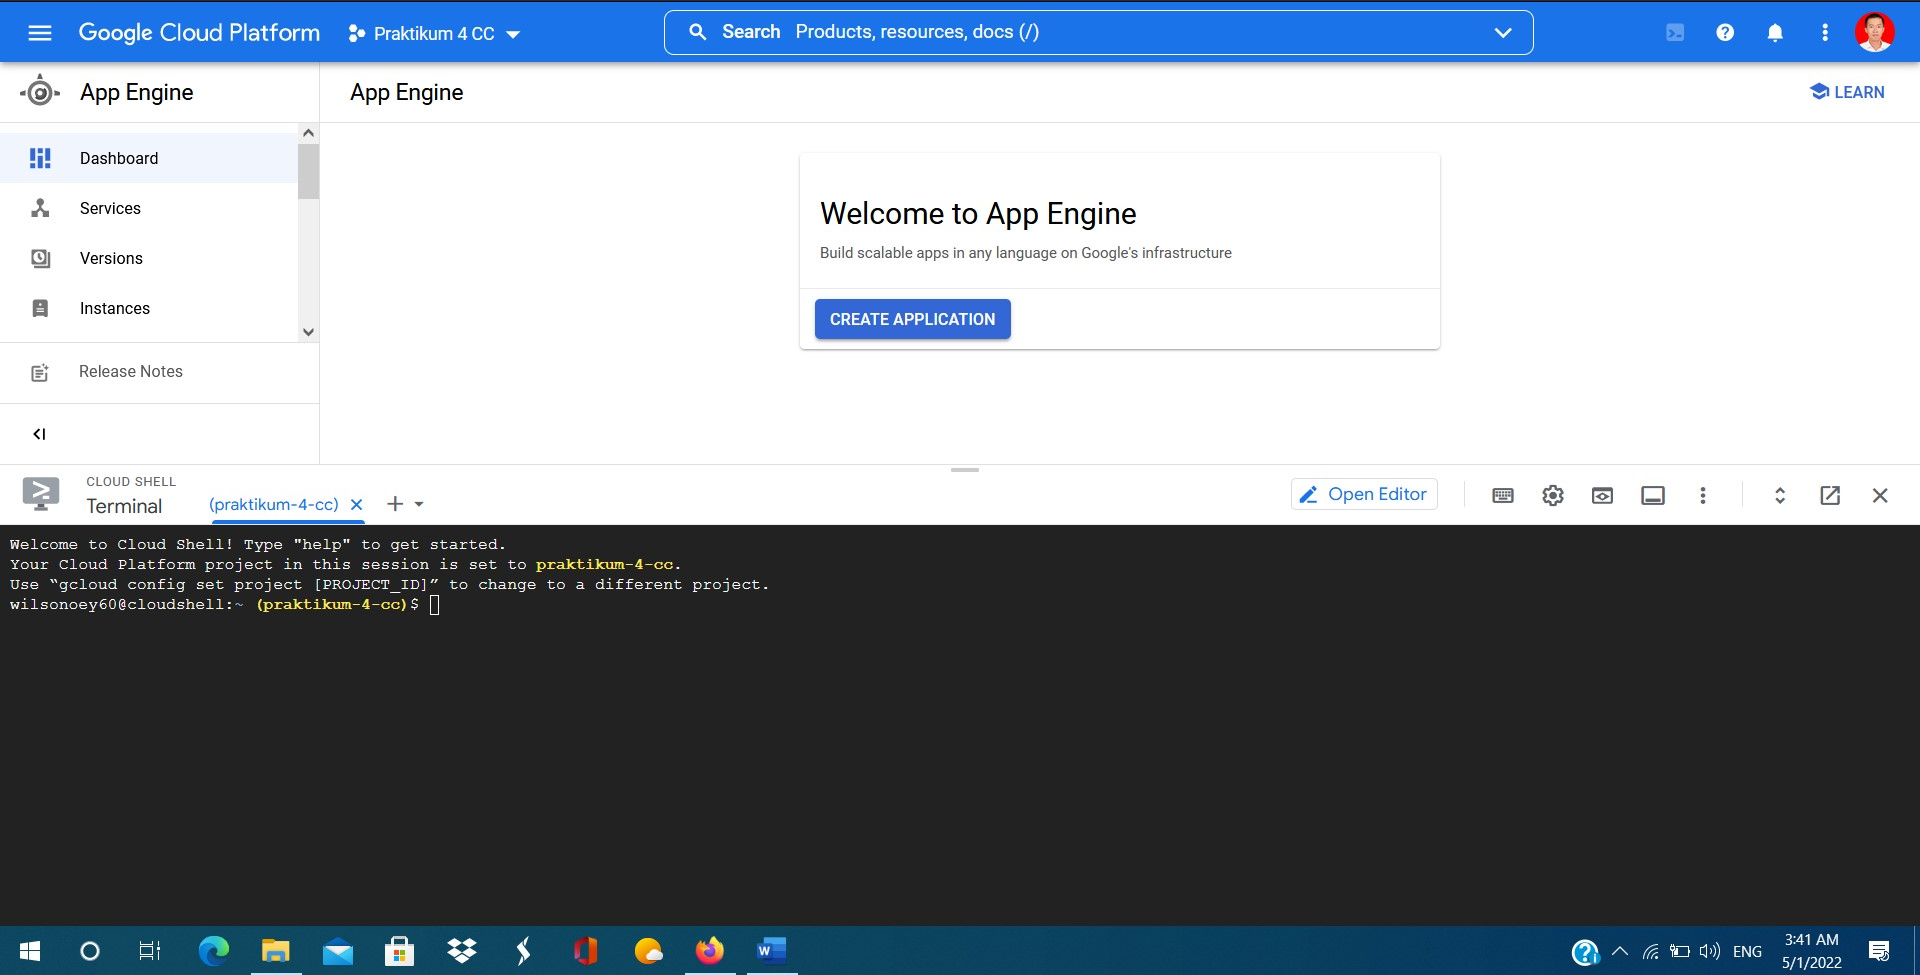 Google Cloud Platform
Praktikum 4 CC
Search Products, resources, docs (/)
App Engine
App Engine
LEARN
Dashboard
Services
Versions
Instances
Release Notes
Welcome to App Engine
Build scalable apps in any language on Google's infrastructure
CREATE APPLICATION
CLOUD SHELL
Terminal
(praktikum-4-cc)
Open Editor
Welcome to Cloud Shell! Type "help" to get started.
Your Cloud Platform project in this session is set to praktikum-4-cc.
Use “gcloud config set project [PROJECT_ID]” to change to a different project.
wilsonoey60@cloudshell:~ (praktikum-4-cc)$
ENG
3:41 AM
5/1/2022